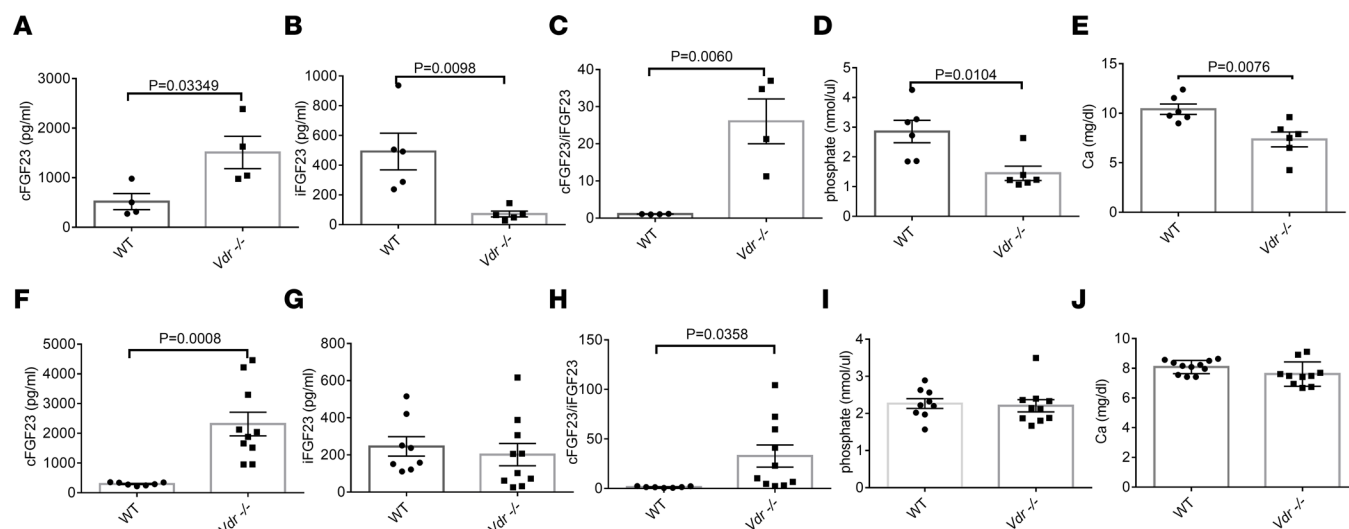 A
P=0.03349
cFGF23 (pg/ml)
3000
2000
1000
0
WT
Vdr -/-
B
P=0.0098
iFGF23 (pg/ml)
1000
800
600
400
200
0
WT
Vdr -/-
C
P=0.0060
cFGF23/iFGF23
40
30
20
10
0
WT
Vdr -/-
D
P=0.0104
phosphate (nmol/ul)
5
4
3
2
1
0
WT
Vdr -/-
E
P=0.0076
Ca (mg/dl)
15
10
5
0
WT
Vdr -/-
F
P=0.0008
cFGF23 (pg/ml)
5000
4000
3000
2000
1000
0
WT
Vdr -/-
G
iFGF23 (pg/ml)
800
600
400
200
0
WT
Vdr -/-
H
P=0.0358
cFGF23/iFGF23
150
100
50
0
WT
Vdr -/-
I
phosphate (nmol/ul)
5
4
3
2
1
0
WT
Vdr -/-
J
Ca (mg/dl)
10
8
6
4
2
0
WT
Vdr -/-